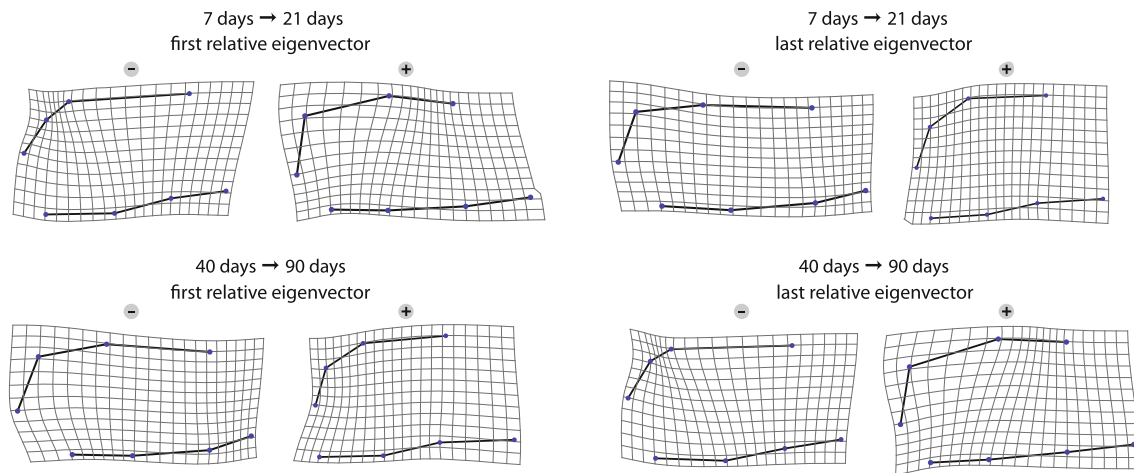 7 days → 21 days
first relative eigenvector
− +
7 days → 21 days
last relative eigenvector
− +
40 days → 90 days
first relative eigenvector
− +
40 days → 90 days
last relative eigenvector
− +